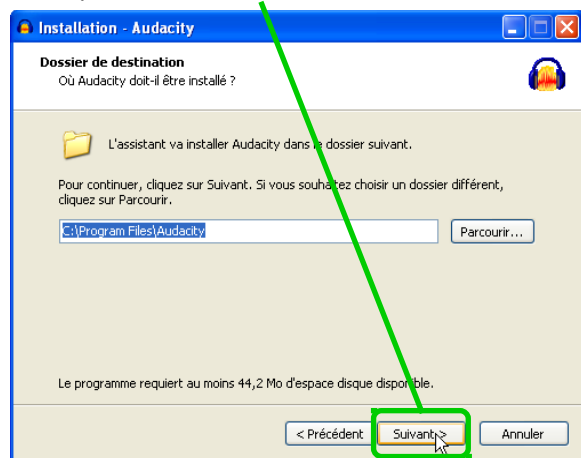 Installation - Audacity
Dossier de destination
Où Audacity doit-il être installé ?
L'assistant va installer Audacity dans le dossier suivant.
Pour continuer, cliquez sur Suivant. Si vous souhaitez choisir un dossier différent,
cliquez sur Parcourir.
C:\Program Files\Audacity
Parcourir...
Le programme requiert au moins 44,2 Mo d'espace disque disponible.
< Précédent
Suivant >
Annuler